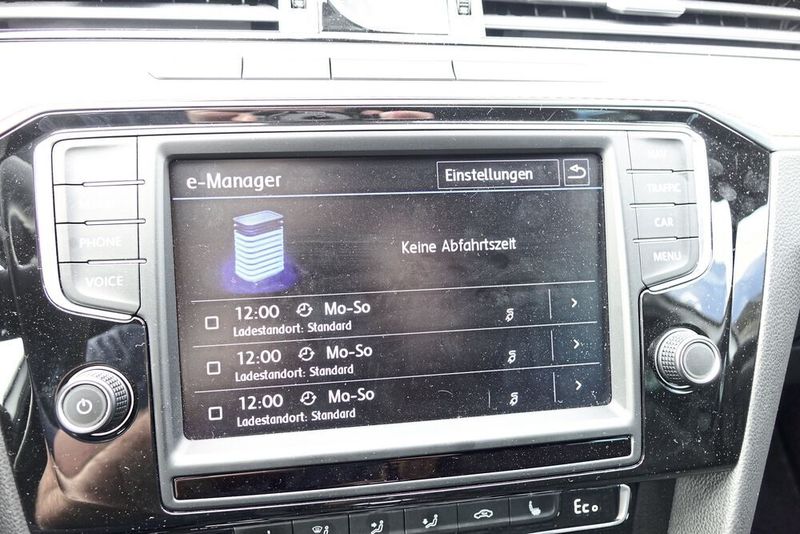 e-Manager
Einstellungen
Keine Abfahrtszeit
12:00 Mo-So
Ladestandort: Standard
12:00 Mo-So
Ladestandort: Standard
12:00 Mo-So
Ladestandort: Standard
PHONE
VOICE
NAV
TRAFFIC
CAR
MENU
Eco